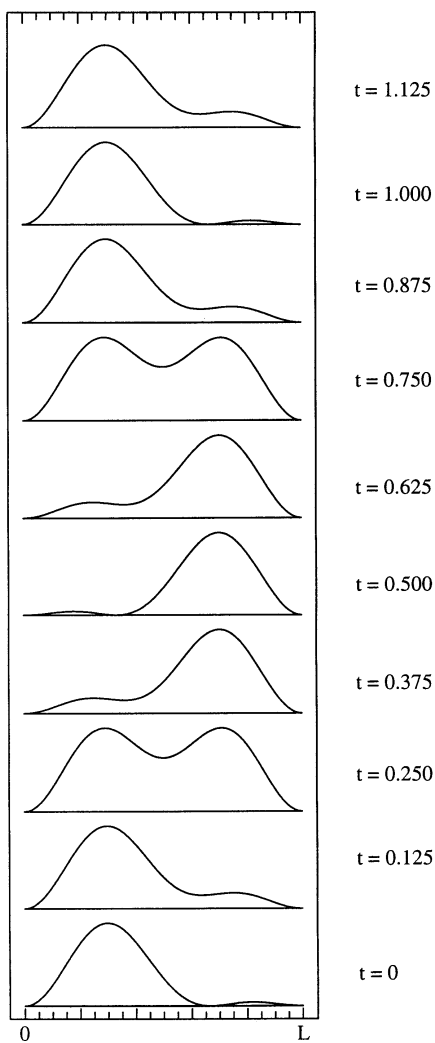 t = 1.125
t = 1.000
t = 0.875
t = 0.750
t = 0.625
t = 0.500
t = 0.375
t = 0.250
t = 0.125
t = 0
0 L